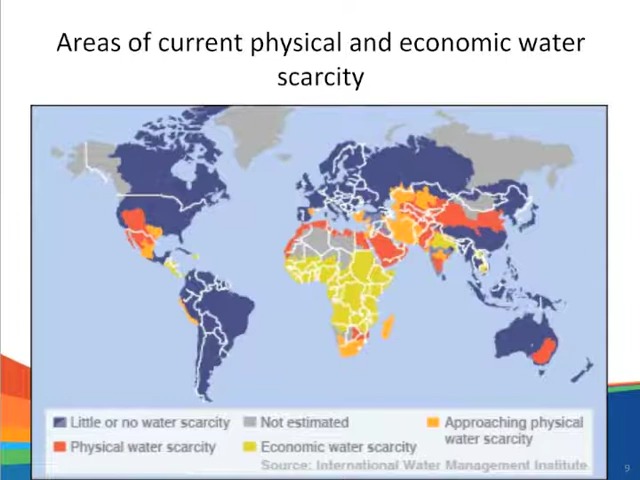 Areas of current physical and economic water
scarcity
Little or no water scarcity
Not estimated
Approaching physical
water scarcity
Physical water scarcity
Economic water scarcity
Source: International Water Management Institute
9